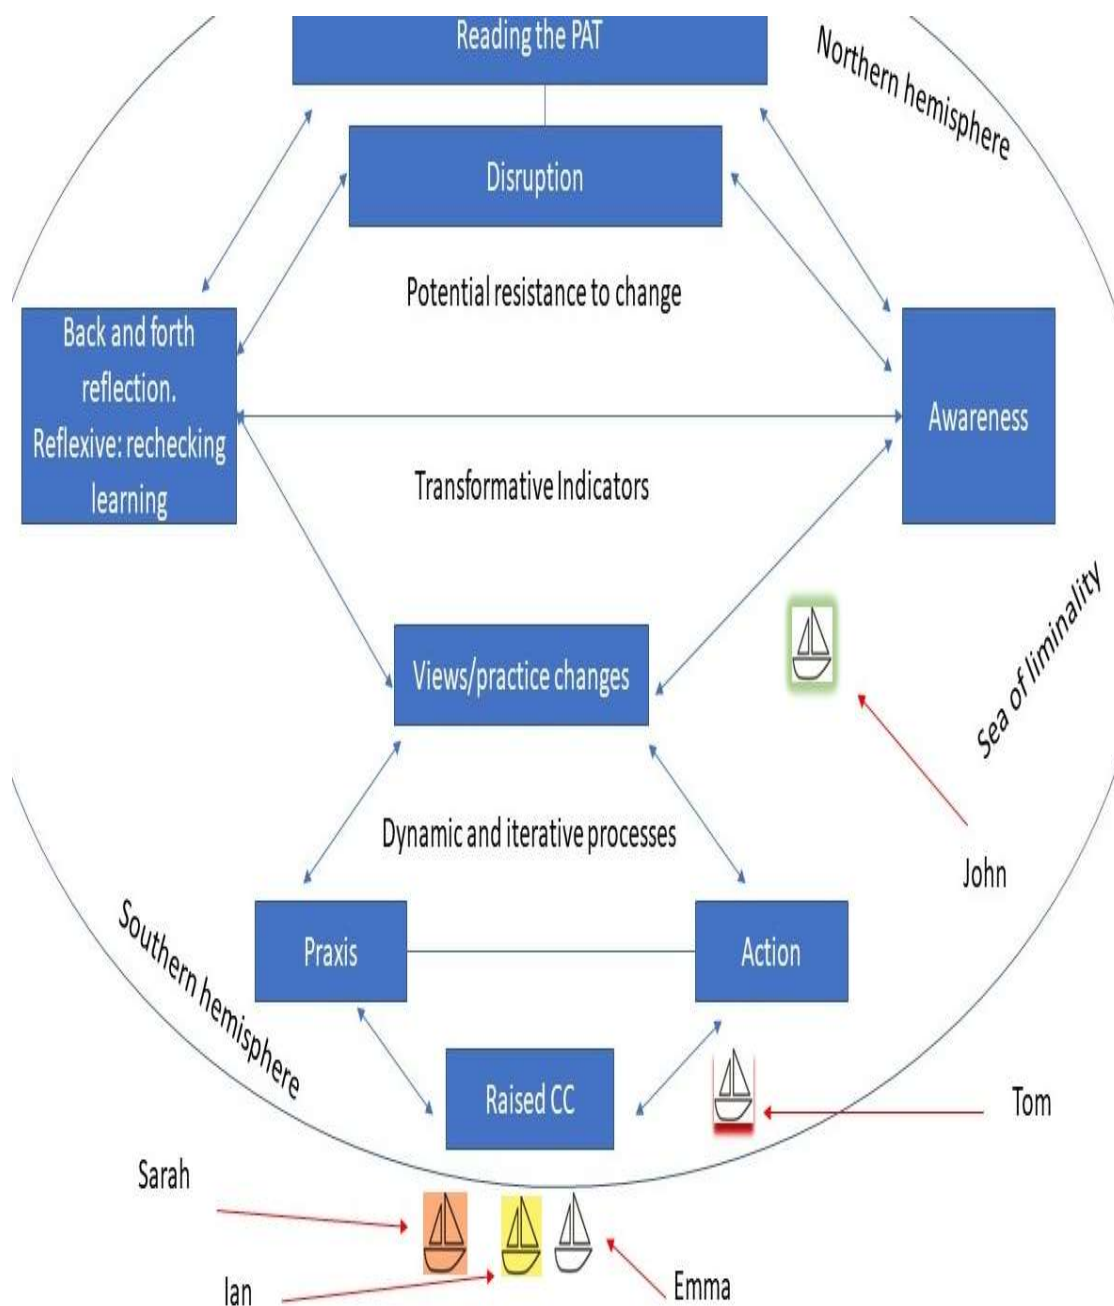 Reading the PAT
Northern hemisphere
Disruption
Potential resistance to change
Back and forth
reflection.
Reflexive: rechecking
learning
Awareness
Transformative Indicators
Sea of liminality
Views/practice changes
Dynamic and iterative processes
John
Southern hemisphere
Praxis
Action
Raised CC
Tom
Sarah
Ian
Emma